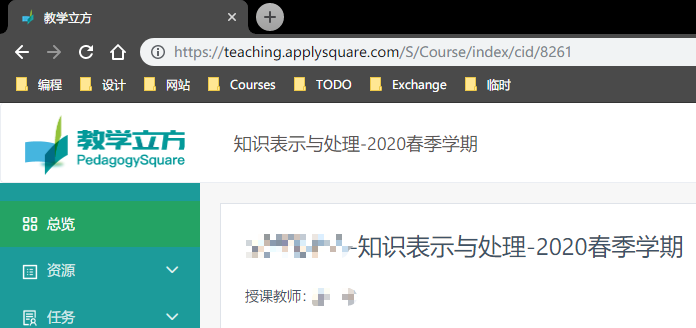 教学立方
https://teaching.applysquare.com/S/Course/index/cid/8261
编程 设计 网站 Courses TODO Exchange 临时
教学立方
PedagogySquare
知识表示与处理-2020春季学期
总览
-知识表示与处理-2020春季学期
资源
授课教师：
任务